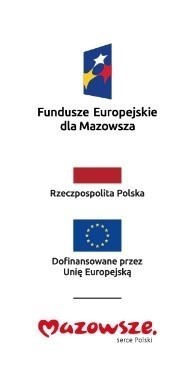 Fundusze Europejskie
dla Mazowsza
Rzeczpospolita Polska
Dofinansowane przez
Unię Europejską
mazowsze.
serce Polski